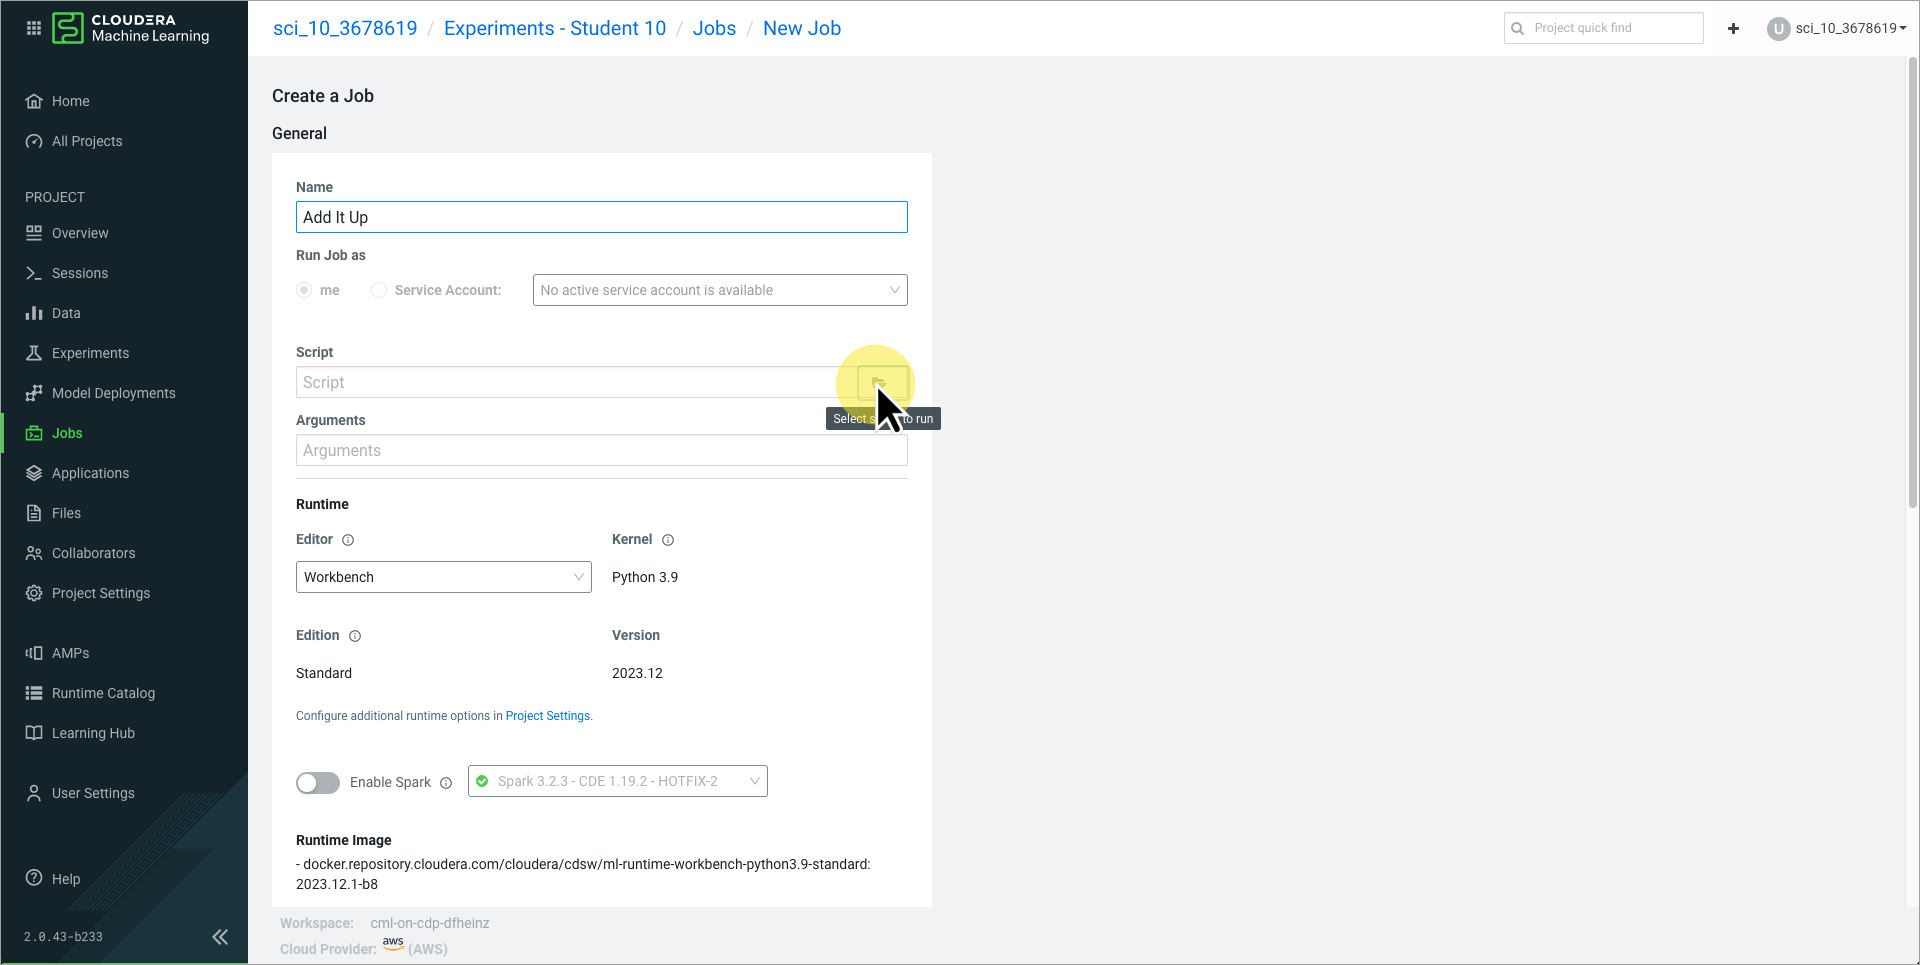 CLOUDERA
Machine Learning
sci_10_3678619 / Experiments - Student 10 / Jobs / New Job
Project quick find
U sci_10_3678619
Home
All Projects
PROJECT
Overview
Sessions
Data
Experiments
Model Deployments
Jobs
Applications
Files
Collaborators
Project Settings
AMPs
Runtime Catalog
Learning Hub
User Settings
Help
2.0.43-b233
Create a Job
General
Name
Add It Up
Run Job as
me Service Account: No active service account is available
Script
Script
Select to run
Arguments
Arguments
Runtime
Editor Kernel
Workbench Python 3.9
Edition Version
Standard 2023.12
Configure additional runtime options in Project Settings.
Enable Spark Spark 3.2.3 - CDE 1.19.2 - HOTFIX-2
Runtime Image
- docker.repository.cloudera.com/cloudera/cdsw/ml-runtime-workbench-python3.9-standard:
2023.12.1-b8
Workspace: cml-on-cdp-dfheinz
Cloud Provider: aws (AWS)